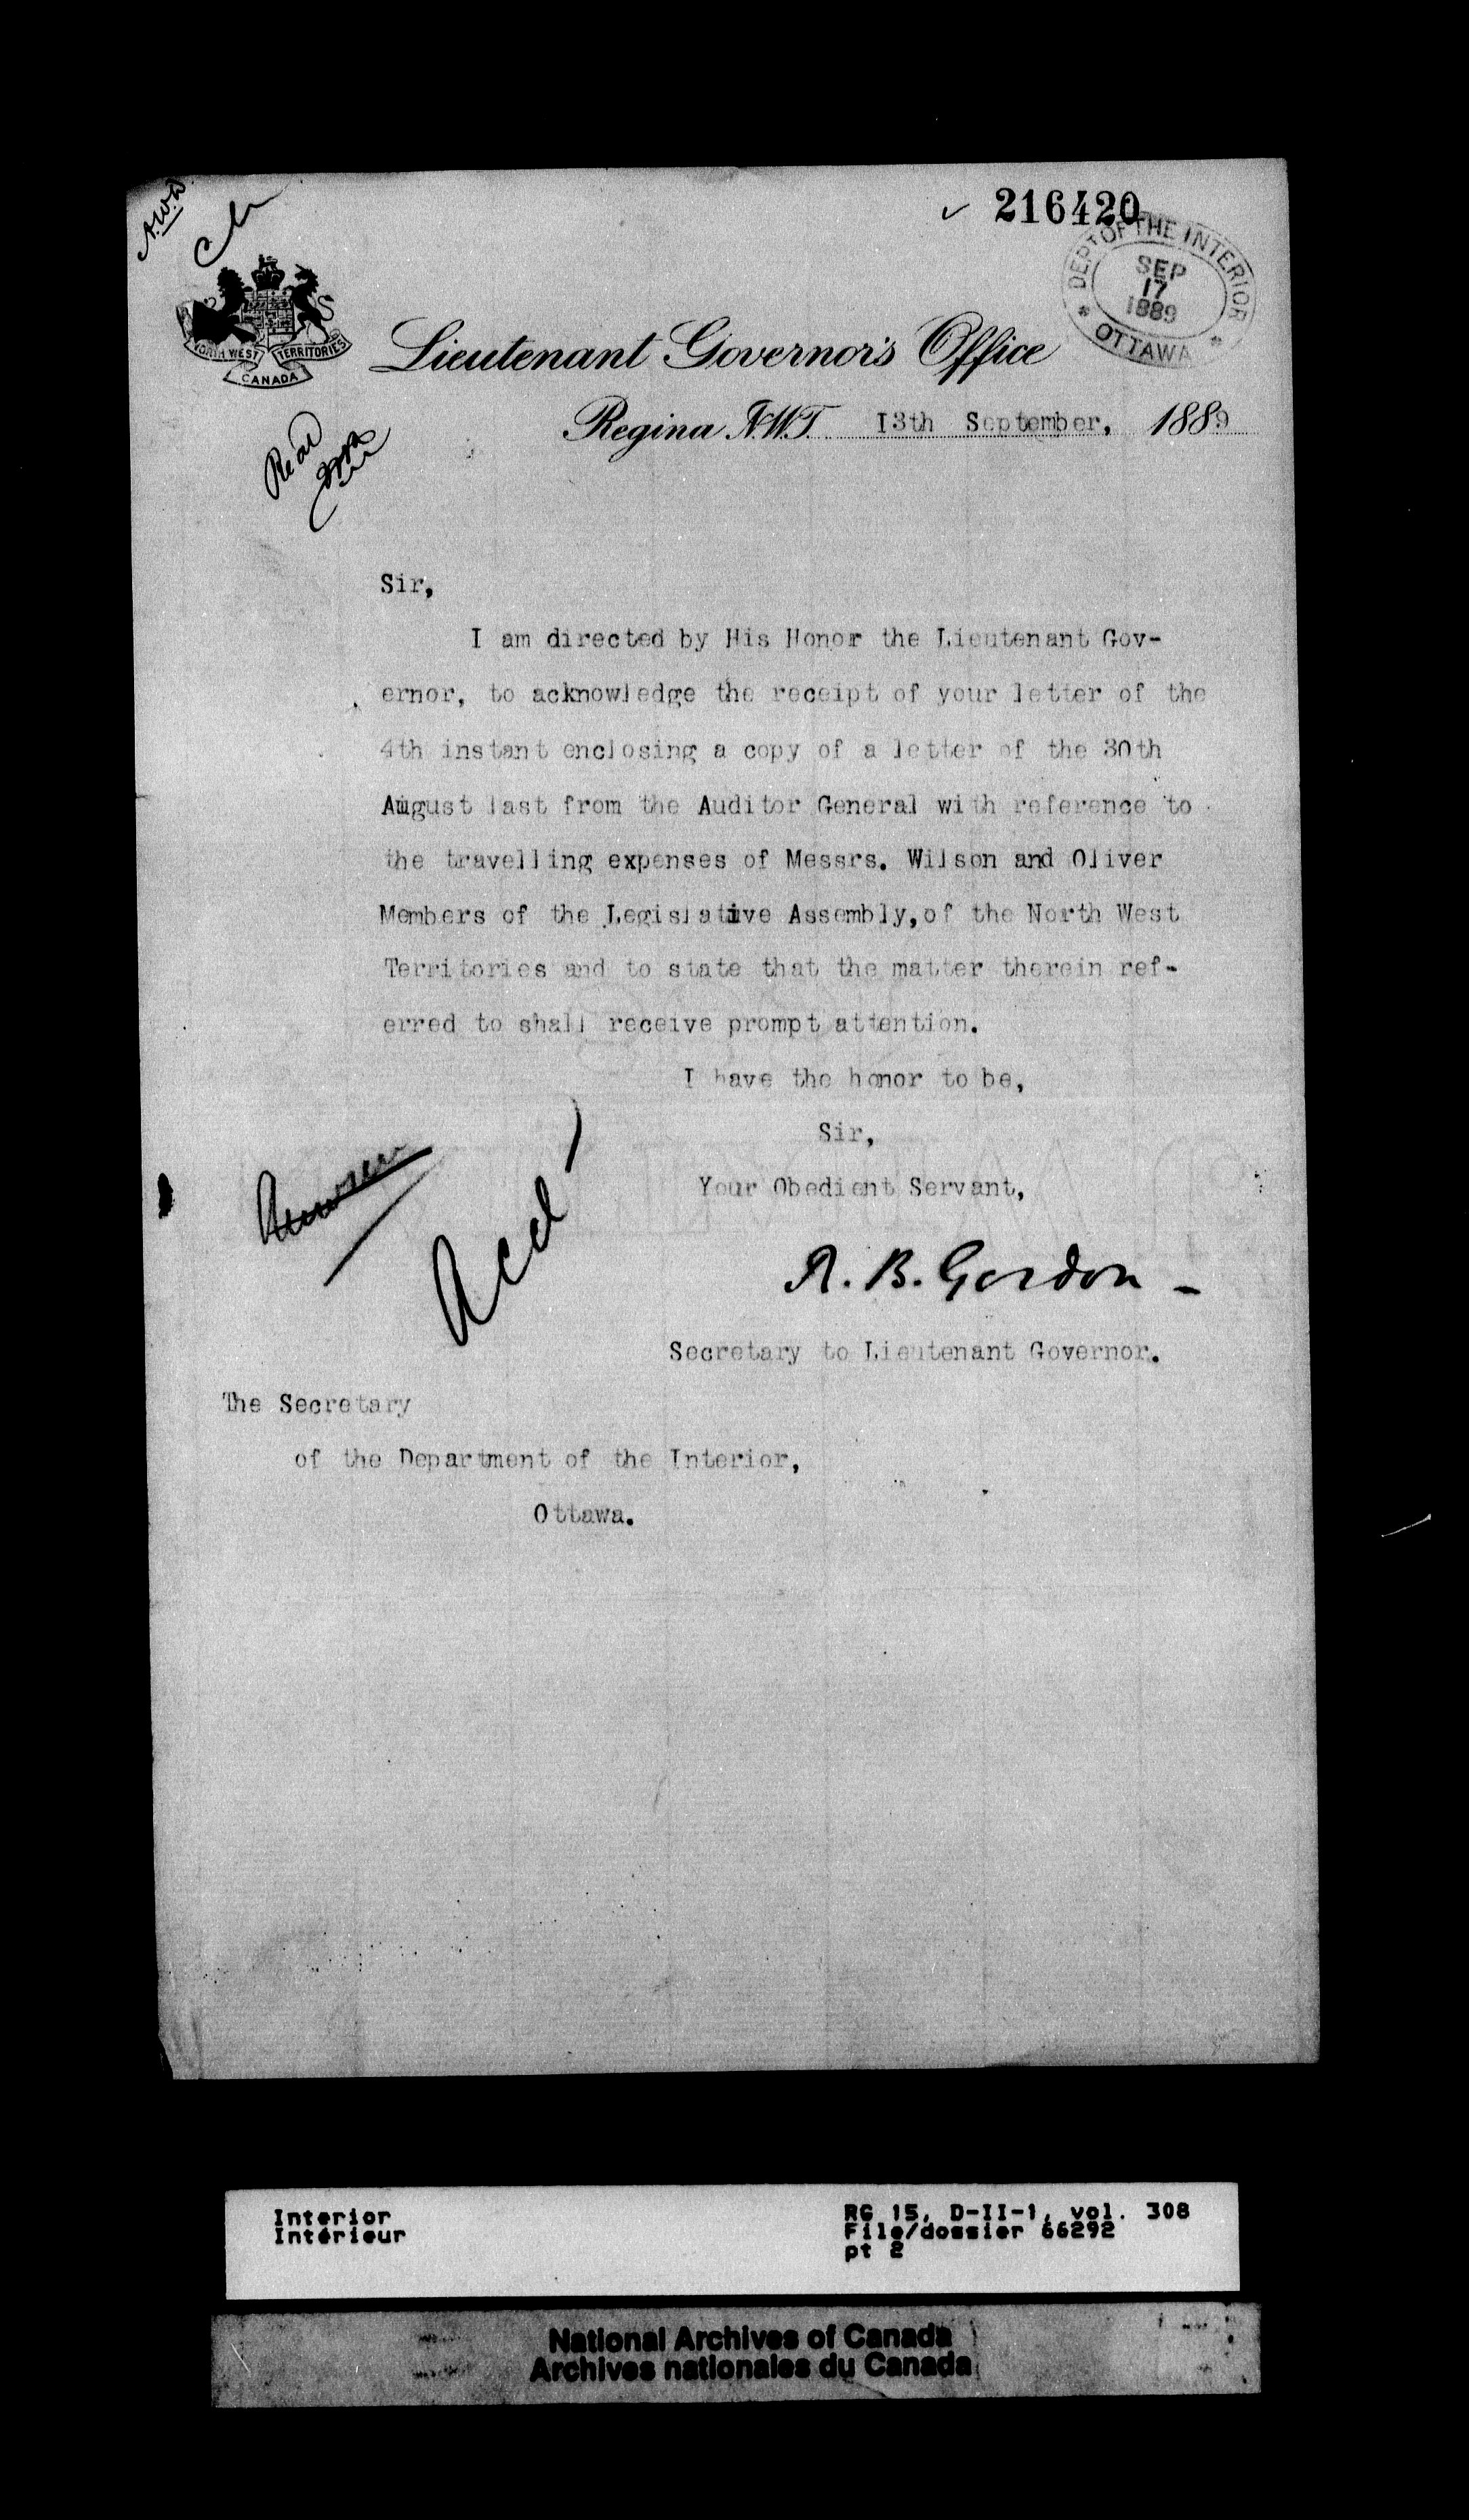 216420
DEPT OF THE INTERIOR
SEP
17
1889
OTTAWA
NORTH WEST TERRITORIES
CANADA
Lieutenant Governor's Office
Regina N.W.T. 13th September, 1889
Read
Sir,
I am directed by His Honor the Lieutenant Gov-
ernor, to acknowledge the receipt of your letter of the
4th instant enclosing a copy of a letter of the 30th
August last from the Auditor General with reference to
the travelling expenses of Messrs. Wilson and Oliver
Members of the Legislative Assembly,of the North West
Territories and to state that the matter therein ref-
erred to shall receive prompt attention.
I have the honor to be,
Sir,
Your Obedient Servant,
A. B. Gordon -
Secretary to Lieutenant Governor.
The Secretary
of the Department of the Interior,
Ottawa.
Interior
Intérieur
RG 15, D-II-1, vol. 308
File/dossier 66292
pt 2
National Archives of Canada
Archives nationales du Canada